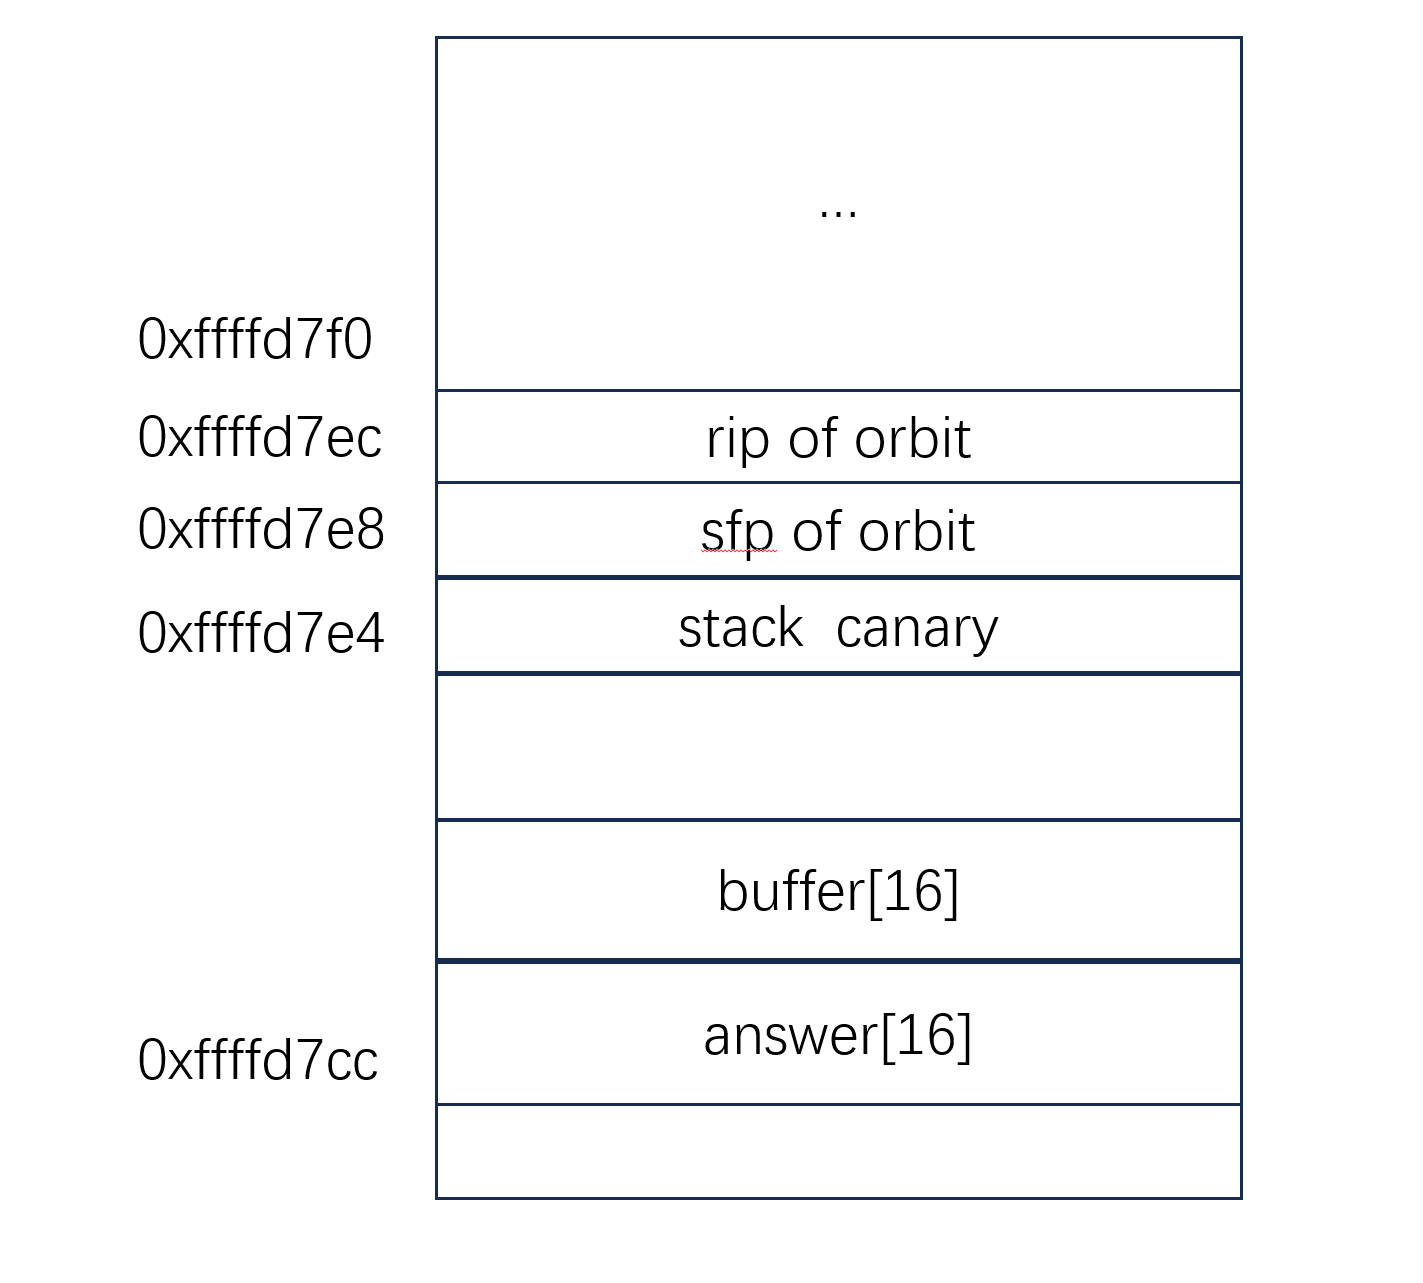 ...
0xffffd7f0
0xffffd7ec rip of orbit
0xffffd7e8 sfp of orbit
0xffffd7e4 stack canary
buffer[16]
0xffffd7cc answer[16]